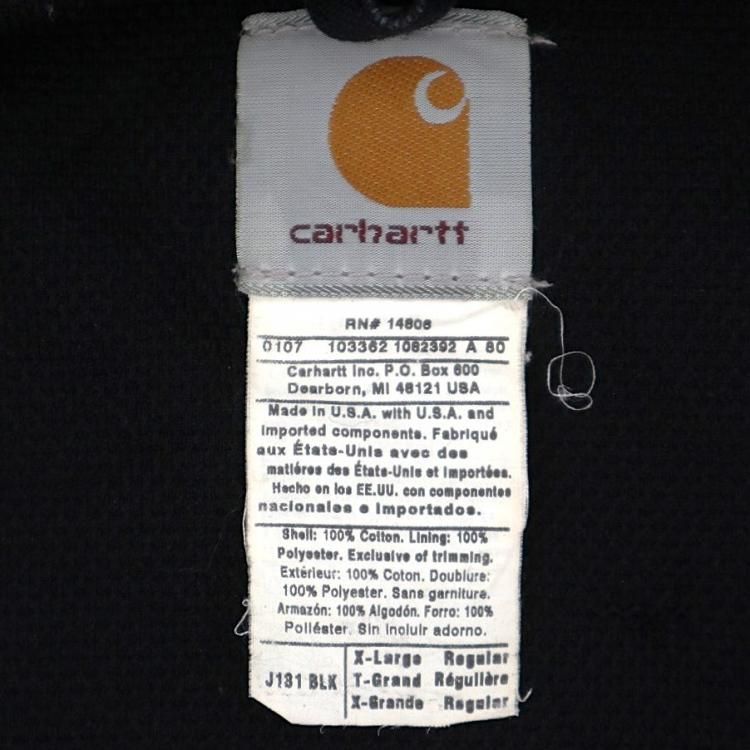 carhartt
RN# 14806
0107 103362 1082392 A 80
Carhartt Inc. P.O. Box 600
Dearborn, MI 48121 USA
Made in U.S.A. with U.S.A. and
imported components. Fabriqué
aux États-Unis avec des
matiéres des États-Unis et importées.
Hecho en los EE.UU. con componentes
nacionales e importados.
Shell: 100% Cotton. Lining: 100%
Polyester. Exclusive of trimming.
Extérieur: 100% Coton. Doublure:
100% Polyester. Sans garniture.
Armazón: 100% Algodón. Forro: 100%
Poliéster. Sin incluir adorno.
X-Large Regular
J131 BLK T-Grand Régulière
X-Grande Regular